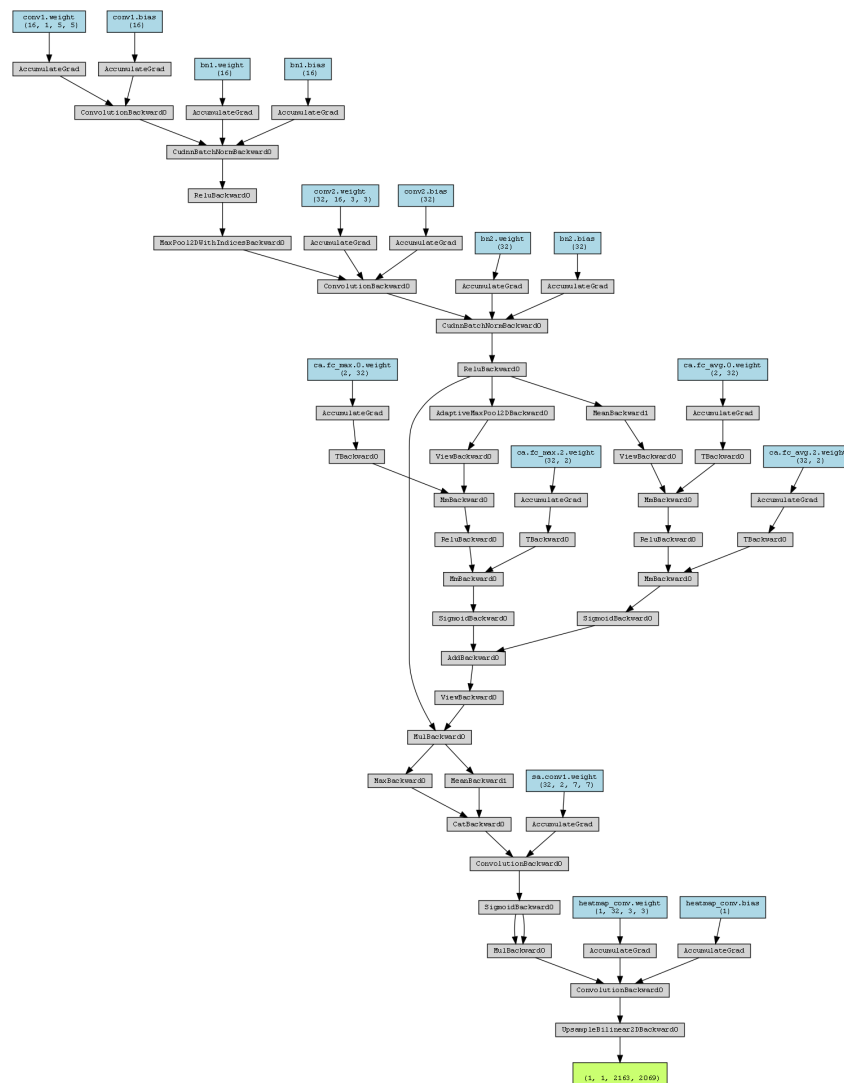 conv1.weight
(16, 1, 5, 5)
conv1.bias
(16)
AccumulateGrad
AccumulateGrad
bn1.weight
(16)
bn1.bias
(16)
ConvolutionBackward0
AccumulateGrad
AccumulateGrad
CudnnBatchNormBackward0
ReluBackward0
conv2.weight
(32, 16, 3, 3)
conv2.bias
(32)
MaxPool2DWithIndicesBackward0
AccumulateGrad
AccumulateGrad
bn2.weight
(32)
bn2.bias
(32)
ConvolutionBackward0
AccumulateGrad
AccumulateGrad
CudnnBatchNormBackward0
ca.fc_max.0.weight
(2, 32)
ReluBackward0
ca.fc_avg.0.weight
(2, 32)
AccumulateGrad
AdaptiveMaxPool2DBackward0
MeanBackward1
AccumulateGrad
TBackward0
ViewBackward0
ca.fc_max.2.weight
(32, 2)
ViewBackward0
TBackward0
ca.fc_avg.2.weight
(32, 2)
MmBackward0
AccumulateGrad
MmBackward0
AccumulateGrad
ReluBackward0
TBackward0
ReluBackward0
TBackward0
MmBackward0
MmBackward0
SigmoidBackward0
SigmoidBackward0
AddBackward0
ViewBackward0
MulBackward0
MaxBackward0
MeanBackward1
sa.conv1.weight
(32, 2, 7, 7)
CatBackward0
AccumulateGrad
ConvolutionBackward0
SigmoidBackward0
heatmap_conv.weight
(1, 32, 3, 3)
heatmap_conv.bias
(1)
MulBackward0
AccumulateGrad
AccumulateGrad
ConvolutionBackward0
UpsampleBilinear2DBackward0
(1, 1, 2163, 2069)